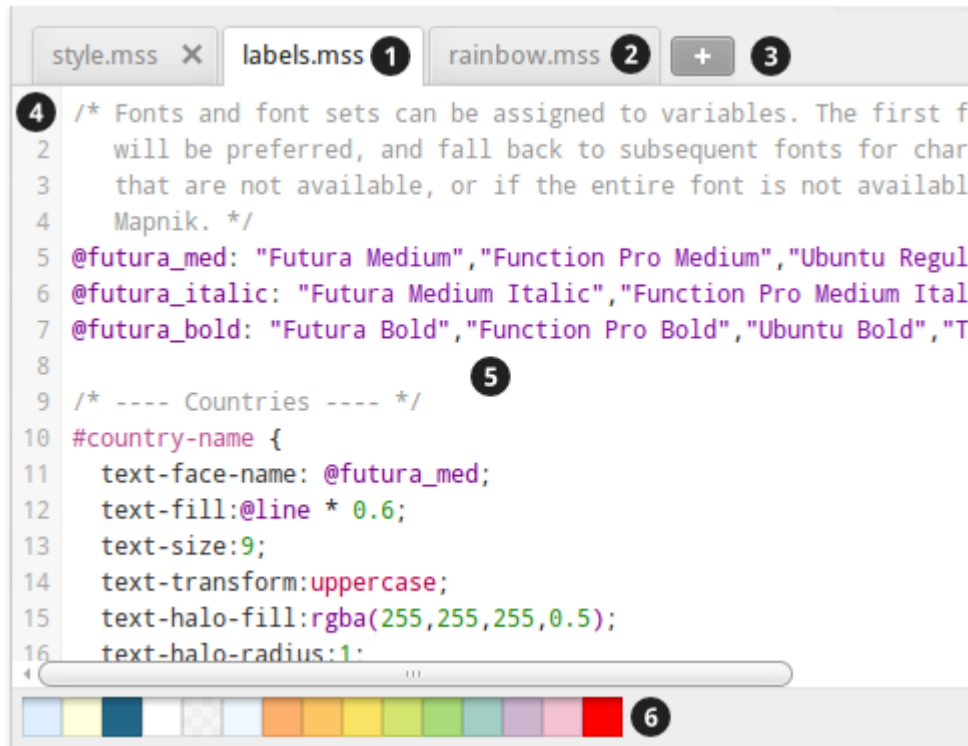 style.mss × labels.mss 1 rainbow.mss 2 + 3
4 /* Fonts and font sets can be assigned to variables. The first f
2 will be preferred, and fall back to subsequent fonts for char
3 that are not available, or if the entire font is not availabl
4 Mapnik. */
5 @futura_med: "Futura Medium","Function Pro Medium","Ubuntu Regul
6 @futura_italic: "Futura Medium Italic","Function Pro Medium Ital
7 @futura_bold: "Futura Bold","Function Pro Bold","Ubuntu Bold","T
8
5
9 /* ---- Countries ---- */
10 #country-name {
11 text-face-name: @futura_med;
12 text-fill:@line * 0.6;
13 text-size:9;
14 text-transform:uppercase;
15 text-halo-fill:rgba(255,255,255,0.5);
16 text-halo-radius:1;
6